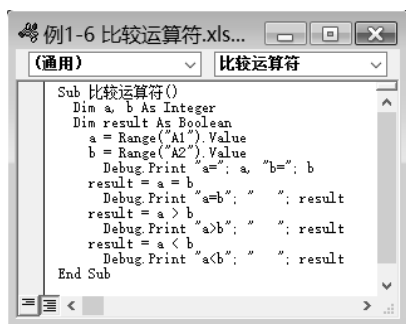 例1-6 比较运算符.xls...
(通用) 比较运算符
Sub 比较运算符()
Dim a, b As Integer
Dim result As Boolean
a = Range("A1").Value
b = Range("A2").Value
Debug.Print "a="; a, "b="; b
result = a = b
Debug.Print "a=b"; "  "; result
result = a > b
Debug.Print "a>b"; "  "; result
result = a < b
Debug.Print "a<b"; "  "; result
End Sub